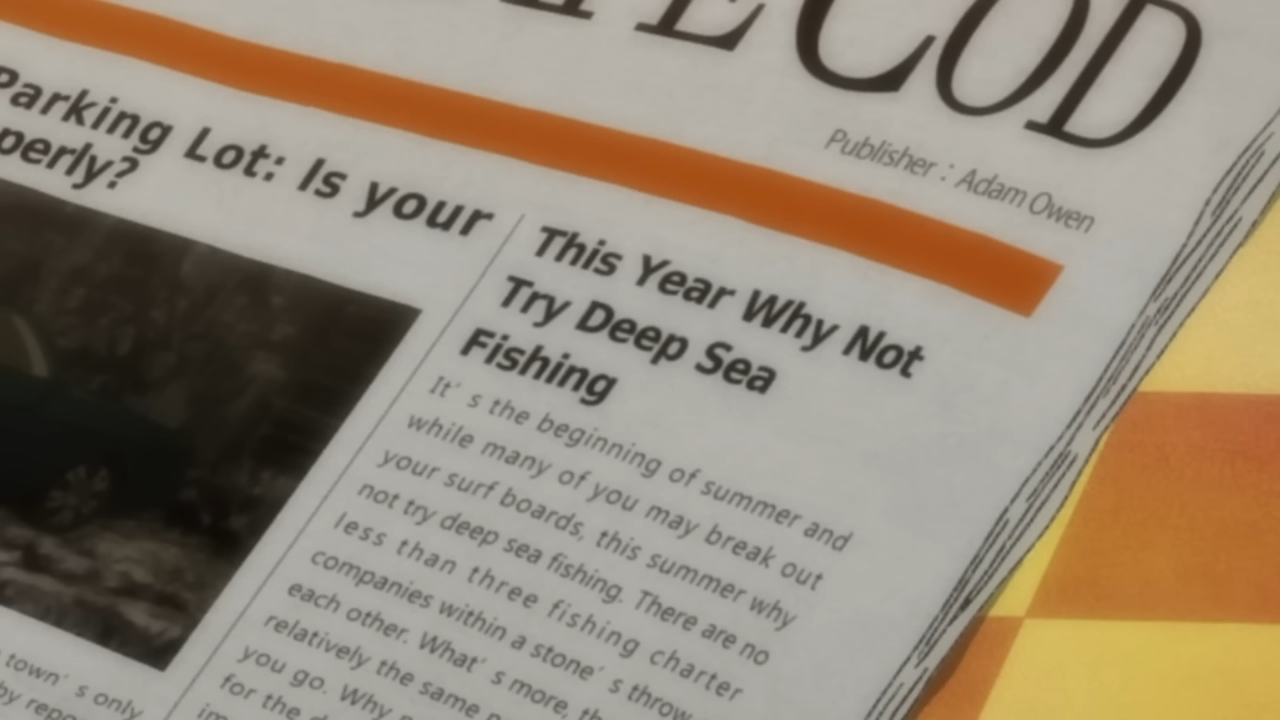 COD
Publisher : Adam Owen
Parking Lot: Is your
perly?
This Year Why Not
Try Deep Sea
Fishing
It's the beginning of summer and
while many of you may break out
your surf boards, this summer why
not try deep sea fishing. There are no
less than three fishing charter
companies within a stone's throw
each other. What's more,
relatively the same
you go. Why
for the
town's only
by